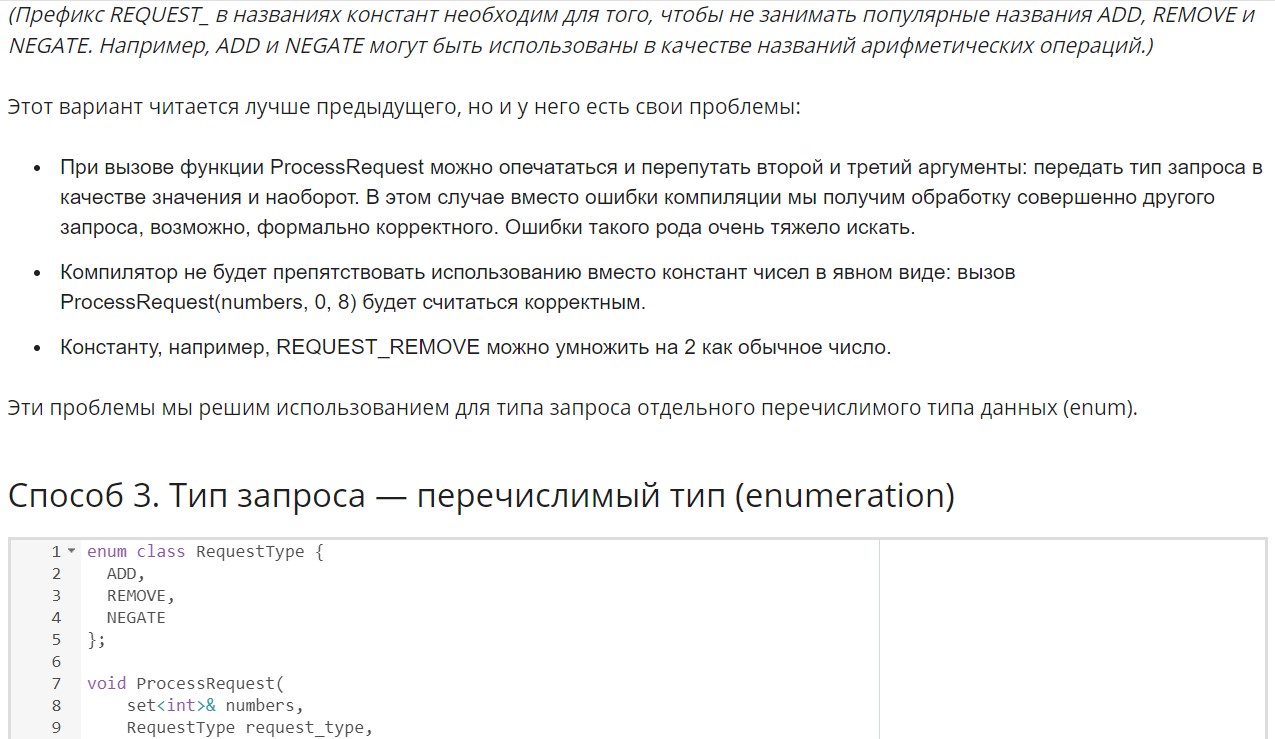 (Префикс REQUEST_ в названиях констант необходим для того, чтобы не занимать популярные названия ADD, REMOVE и
NEGATE. Например, ADD и NEGATE могут быть использованы в качестве названий арифметических операций.)
Этот вариант читается лучше предыдущего, но и у него есть свои проблемы:
• При вызове функции ProcessRequest можно опечататься и перепутать второй и третий аргументы: передать тип запроса в
качестве значения и наоборот. В этом случае вместо ошибки компиляции мы получим обработку совершенно другого
запроса, возможно, формально корректного. Ошибки такого рода очень тяжело искать.
• Компилятор не будет препятствовать использованию вместо констант чисел в явном виде: вызов
ProcessRequest(numbers, 0, 8) будет считаться корректным.
• Константу, например, REQUEST_REMOVE можно умножить на 2 как обычное число.
Эти проблемы мы решим использованием для типа запроса отдельного перечислимого типа данных (enum).
Способ 3. Тип запроса — перечислимый тип (enumeration)
1 enum class RequestType {
2 ADD,
3 REMOVE,
4 NEGATE
5 };
6
7 void ProcessRequest(
8 set<int>& numbers,
9 RequestType request_type,